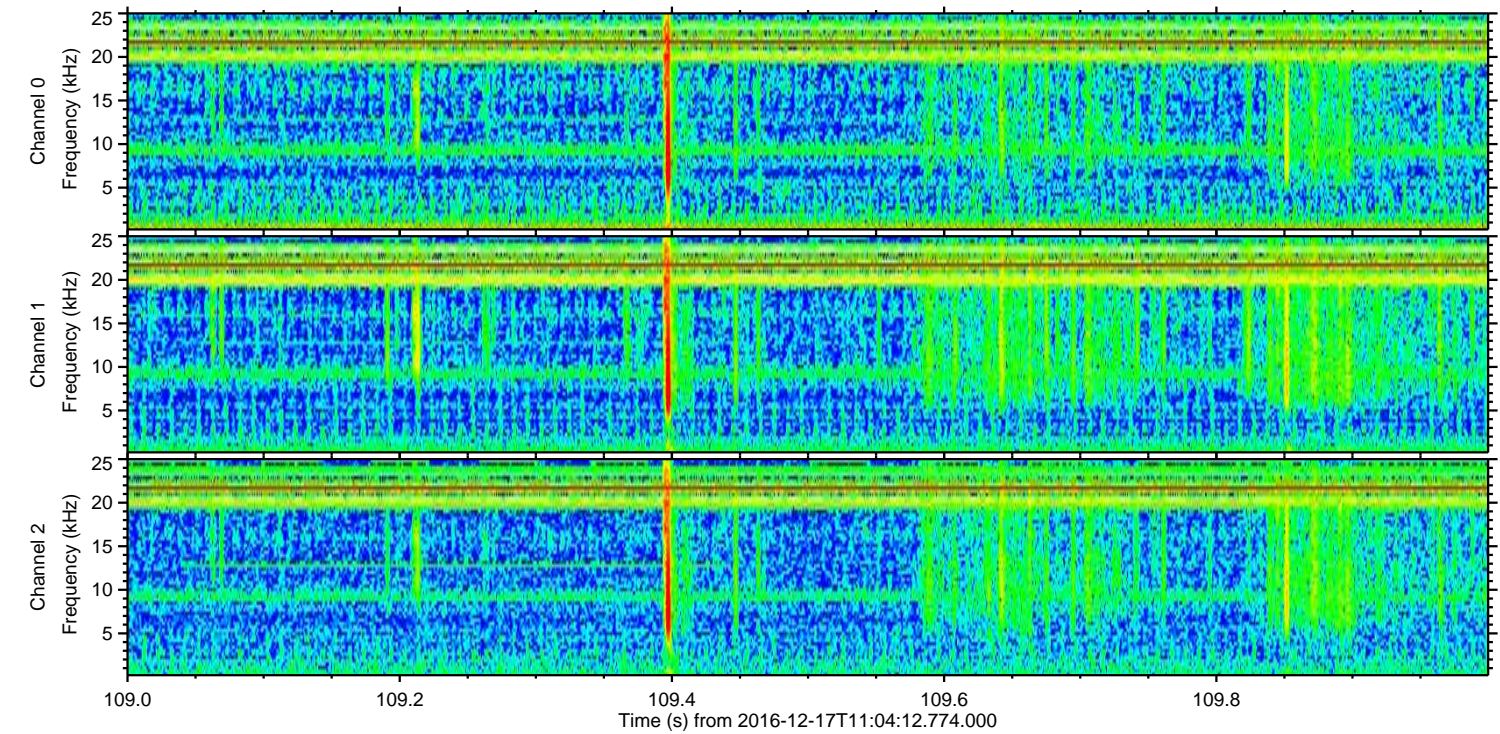 Channel 0
Frequency (kHz)
25
20
15
10
5
Channel 1
Frequency (kHz)
25
20
15
10
5
Channel 2
Frequency (kHz)
25
20
15
10
5
109.0 109.2 109.4 109.6 109.8
Time (s) from 2016-12-17T11:04:12.774.000